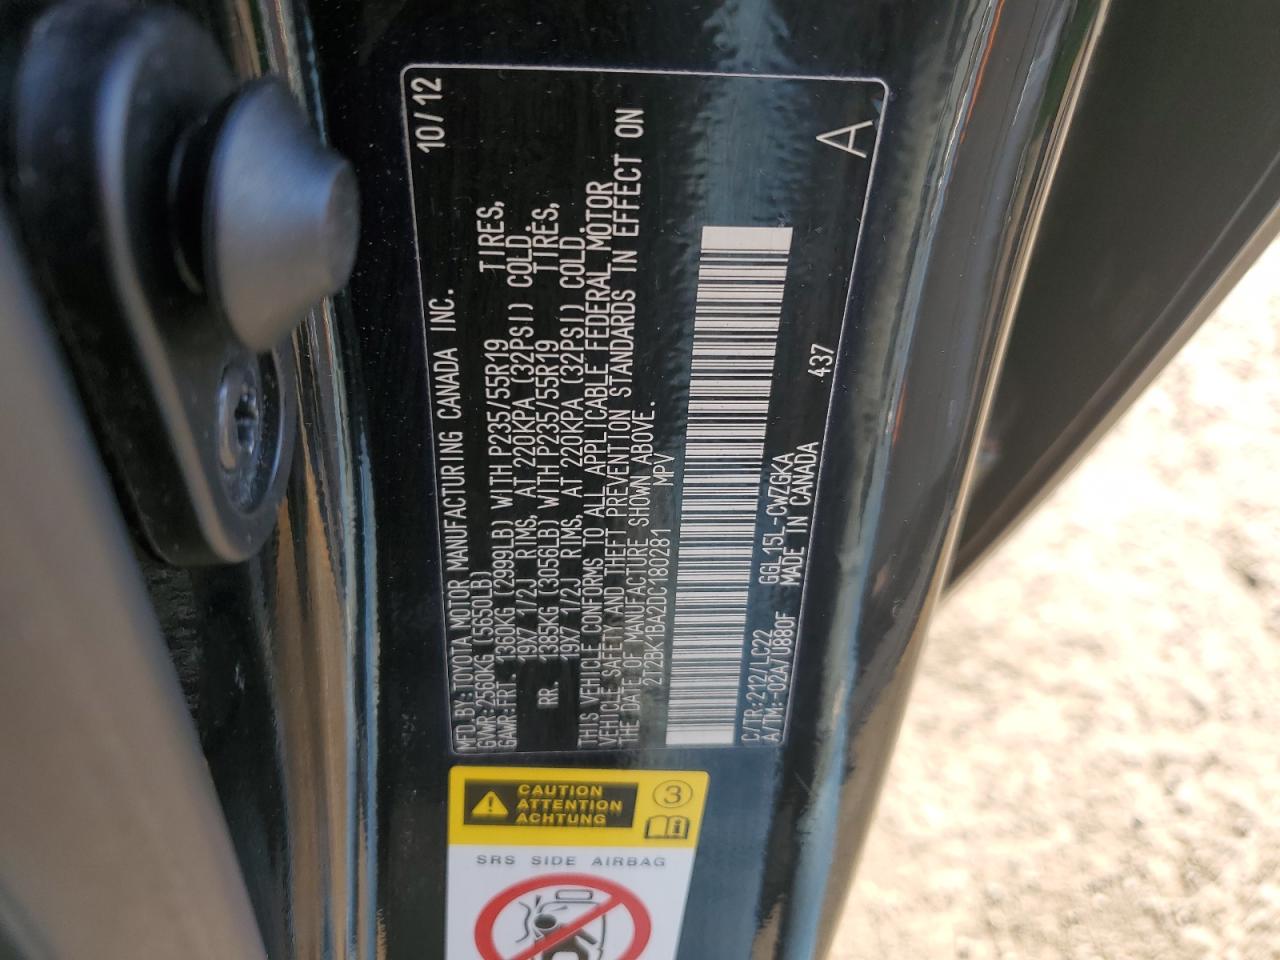 MFD.BY:TOYOTA MOTOR MANUFACTURING CANADA INC. 10/12
GVWR:2560KG (5650LB)
GAWR:FRT. 1360KG (2999LB) WITH P235/55R19 TIRES,
19X7 1/2J RIMS, AT 220KPA (32PSI) COLD.
RR. 1385KG (3056LB) WITH P235/55R19 TIRES,
19X7 1/2J RIMS, AT 220KPA (32PSI) COLD.
THIS VEHICLE CONFORMS TO ALL APPLICABLE FEDERAL MOTOR
VEHICLE SAFETY AND THEFT PREVENTION STANDARDS IN EFFECT ON
THE DATE OF MANUFACTURE SHOWN ABOVE.
2T2BK1BA2DC180281 MPV
C/TR:212/LC22 GGL15L-CWZGKA
A/TM:-02A/U880F MADE IN CANADA
437
A
CAUTION
ATTENTION
ACHTUNG
3
SRS SIDE AIRBAG